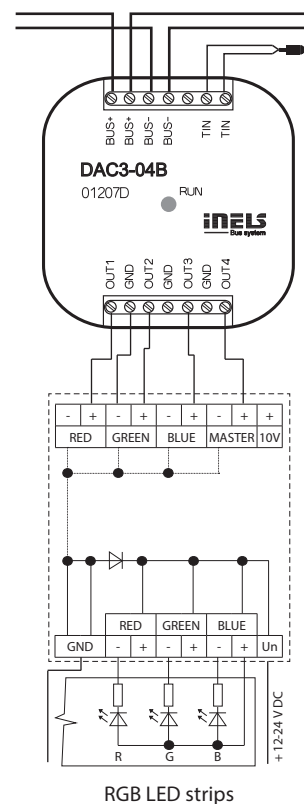 BUS+ BUS+ BUS- BUS- TIN TIN
DAC3-04B
01207D RUN
iNELS
Bus system
OUT1 GND OUT2 GND OUT3 GND OUT4
- + - + - + - + +
RED GREEN BLUE MASTER 10V
RED GREEN BLUE
GND - + - + - + Un
R G B
+ 12-24 V DC
RGB LED strips